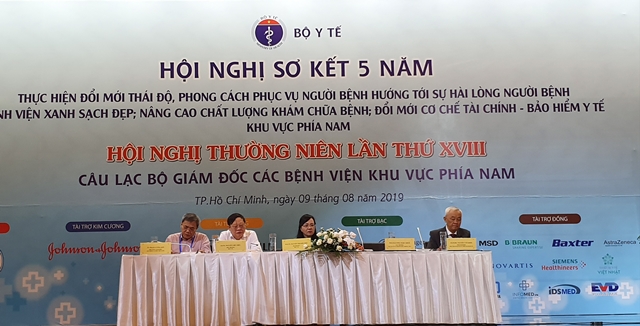 BỘ Y TẾ
HỘI NGHỊ SƠ KẾT 5 NĂM
THỰC HIỆN ĐỔI MỚI THÁI ĐỘ, PHONG CÁCH PHỤC VỤ NGƯỜI BỆNH HƯỚNG TỚI SỰ HÀI LÒNG NGƯỜI BỆNH
NH VIỆN XANH SẠCH ĐẸP; NÂNG CAO CHẤT LƯỢNG KHÁM CHỮA BỆNH; ĐỔI MỚI CƠ CHẾ TÀI CHÍNH - BẢO HIỂM Y TẾ
KHU VỰC PHÍA NAM
HỘI NGHỊ THƯỜNG NIÊN LẦN THỨ XVIII
CÂU LẠC BỘ GIÁM ĐỐC CÁC BỆNH VIỆN KHU VỰC PHÍA NAM
TP.Hồ Chí Minh, ngày 09 tháng 08 năm 2019
TÀI TRỢ KIM CƯƠNG
TÀI TRỢ BẠC
TÀI TRỢ ĐỒNG
Johnson&Johnson
MSD
B BRAUN
Baxter
AstraZeneca
NOVARTIS
SIEMENS
Healthineers
VIỆT NHẬT
INFOMED
iDSMED
EVD